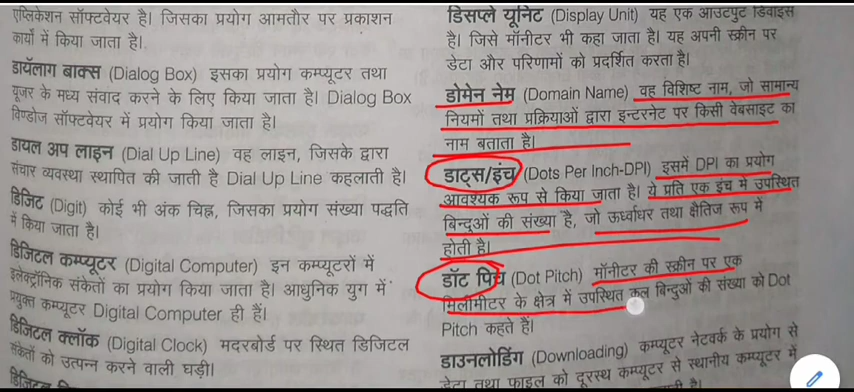 एप्लिकेशन सॉफ्टवेयर है। जिसका प्रयोग आमतौर पर प्रकाशन
कार्यों में किया जाता है।
डायॅलाग बाक्स (Dialog Box) इसका प्रयोग कम्प्यूटर तथा
यूजर के मध्य संवाद करने के लिए किया जाता है। Dialog Box
विण्डोज सॉफ्टवेयर में प्रयोग किया जाता है।
डायल अप लाइन (Dial Up Line) वह लाइन, जिसके द्वारा
संचार व्यवस्था स्थापित की जाती है Dial Up Line कहलाती है।
डिजिट (Digit) कोई भी अंक चिह्न, जिसका प्रयोग संख्या पद्धति
में किया जाता है।
डिजिटल कम्प्यूटर (Digital Computer) इन कम्प्यूटरों में
इलेक्ट्रॉनिक संकेतों का प्रयोग किया जाता है। आधुनिक युग में
प्रयुक्त कम्प्यूटर Digital Computer ही हैं।
डिजिटल क्लॉक (Digital Clock) मदरबोर्ड पर स्थित डिजिटल
संकेतों को उत्पन्न करने वाली घड़ी।
डिसप्ले यूनिट (Display Unit) यह एक आउटपुट डिवाइस
है। जिसे मॉनीटर भी कहा जाता है। यह अपनी स्क्रीन पर
डेटा और परिणामों को प्रदर्शित करता है।
डोमेन नेम (Domain Name) वह विशिष्ट नाम, जो सामान्य
नियमों तथा प्रक्रियाओं द्वारा इन्टरनेट पर किसी वेबसाइट का
नाम बताता है।
डाट्स/इंच (Dots Per Inch-DPI) इसमें DPI का प्रयोग
आवश्यक रूप से किया जाता है। ये प्रति एक इंच में उपस्थित
बिन्दुओं की संख्या है, जो ऊर्ध्वाधर तथा क्षैतिज रूप में
होती है।
डॉट पिच (Dot Pitch) मॉनीटर की स्क्रीन पर एक
मिलीमीटर के क्षेत्र में उपस्थित कुल बिन्दुओं की संख्या को Dot
Pitch कहते हैं।
डाउनलोडिंग (Downloading) कम्प्यूटर नेटवर्क के प्रयोग से
डेटा तथा फाइल को दूरस्थ कम्प्यूटर से स्थानीय कम्प्यूटर में